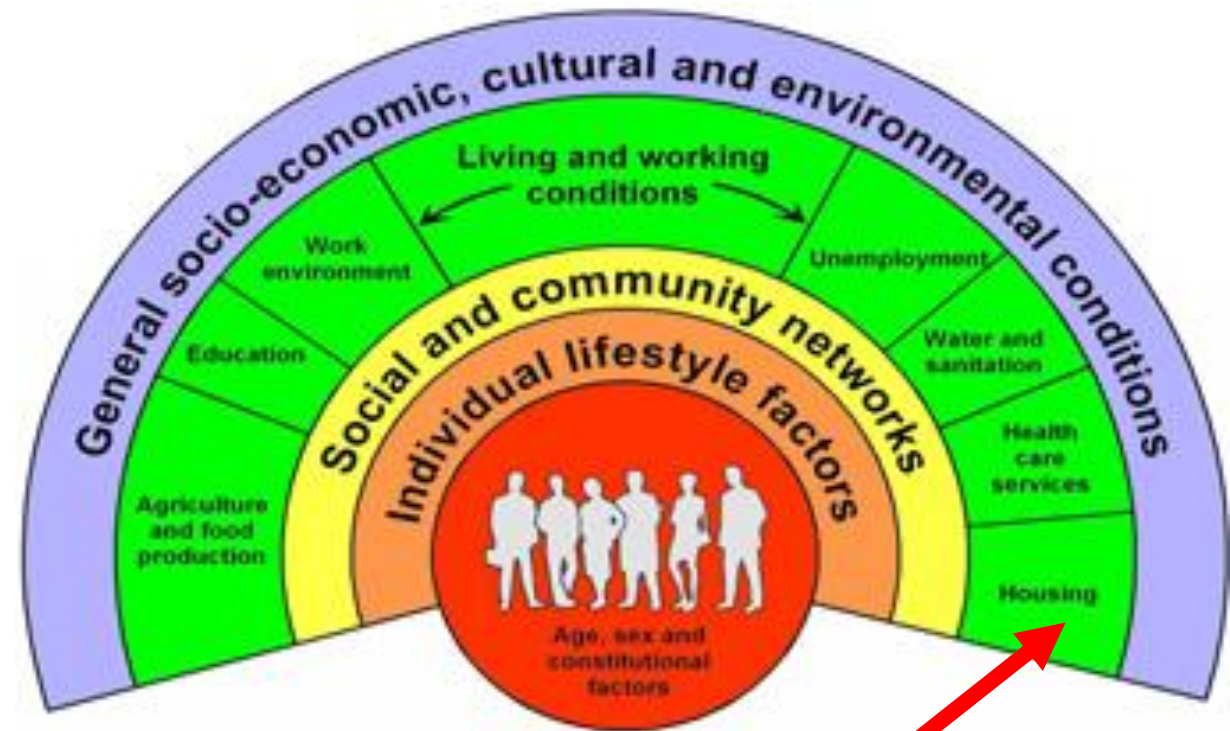 General socio-economic, cultural and environmental conditions
Living and working
conditions
Work
environment
Unemployment
Education
Water and
sanitation
Health
care
services
Agriculture
and food
production
Housing
Social and community networks
Individual lifestyle factors
Age, sex and
constitutional
factors